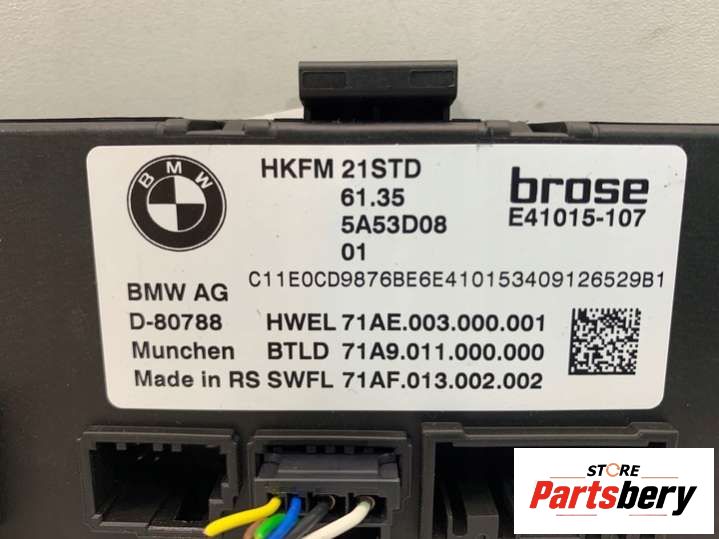 BMW
HKFM 21STD
61.35
5A53D08
01
brose
E41015-107
C11E0CD9876BE6E410153409126529B1
BMW AG
D-80788
Munchen
Made in RS
HWEL 71AE.003.000.001
BTLD 71A9.011.000.000
SWFL 71AF.013.002.002
STORE
Partsbery